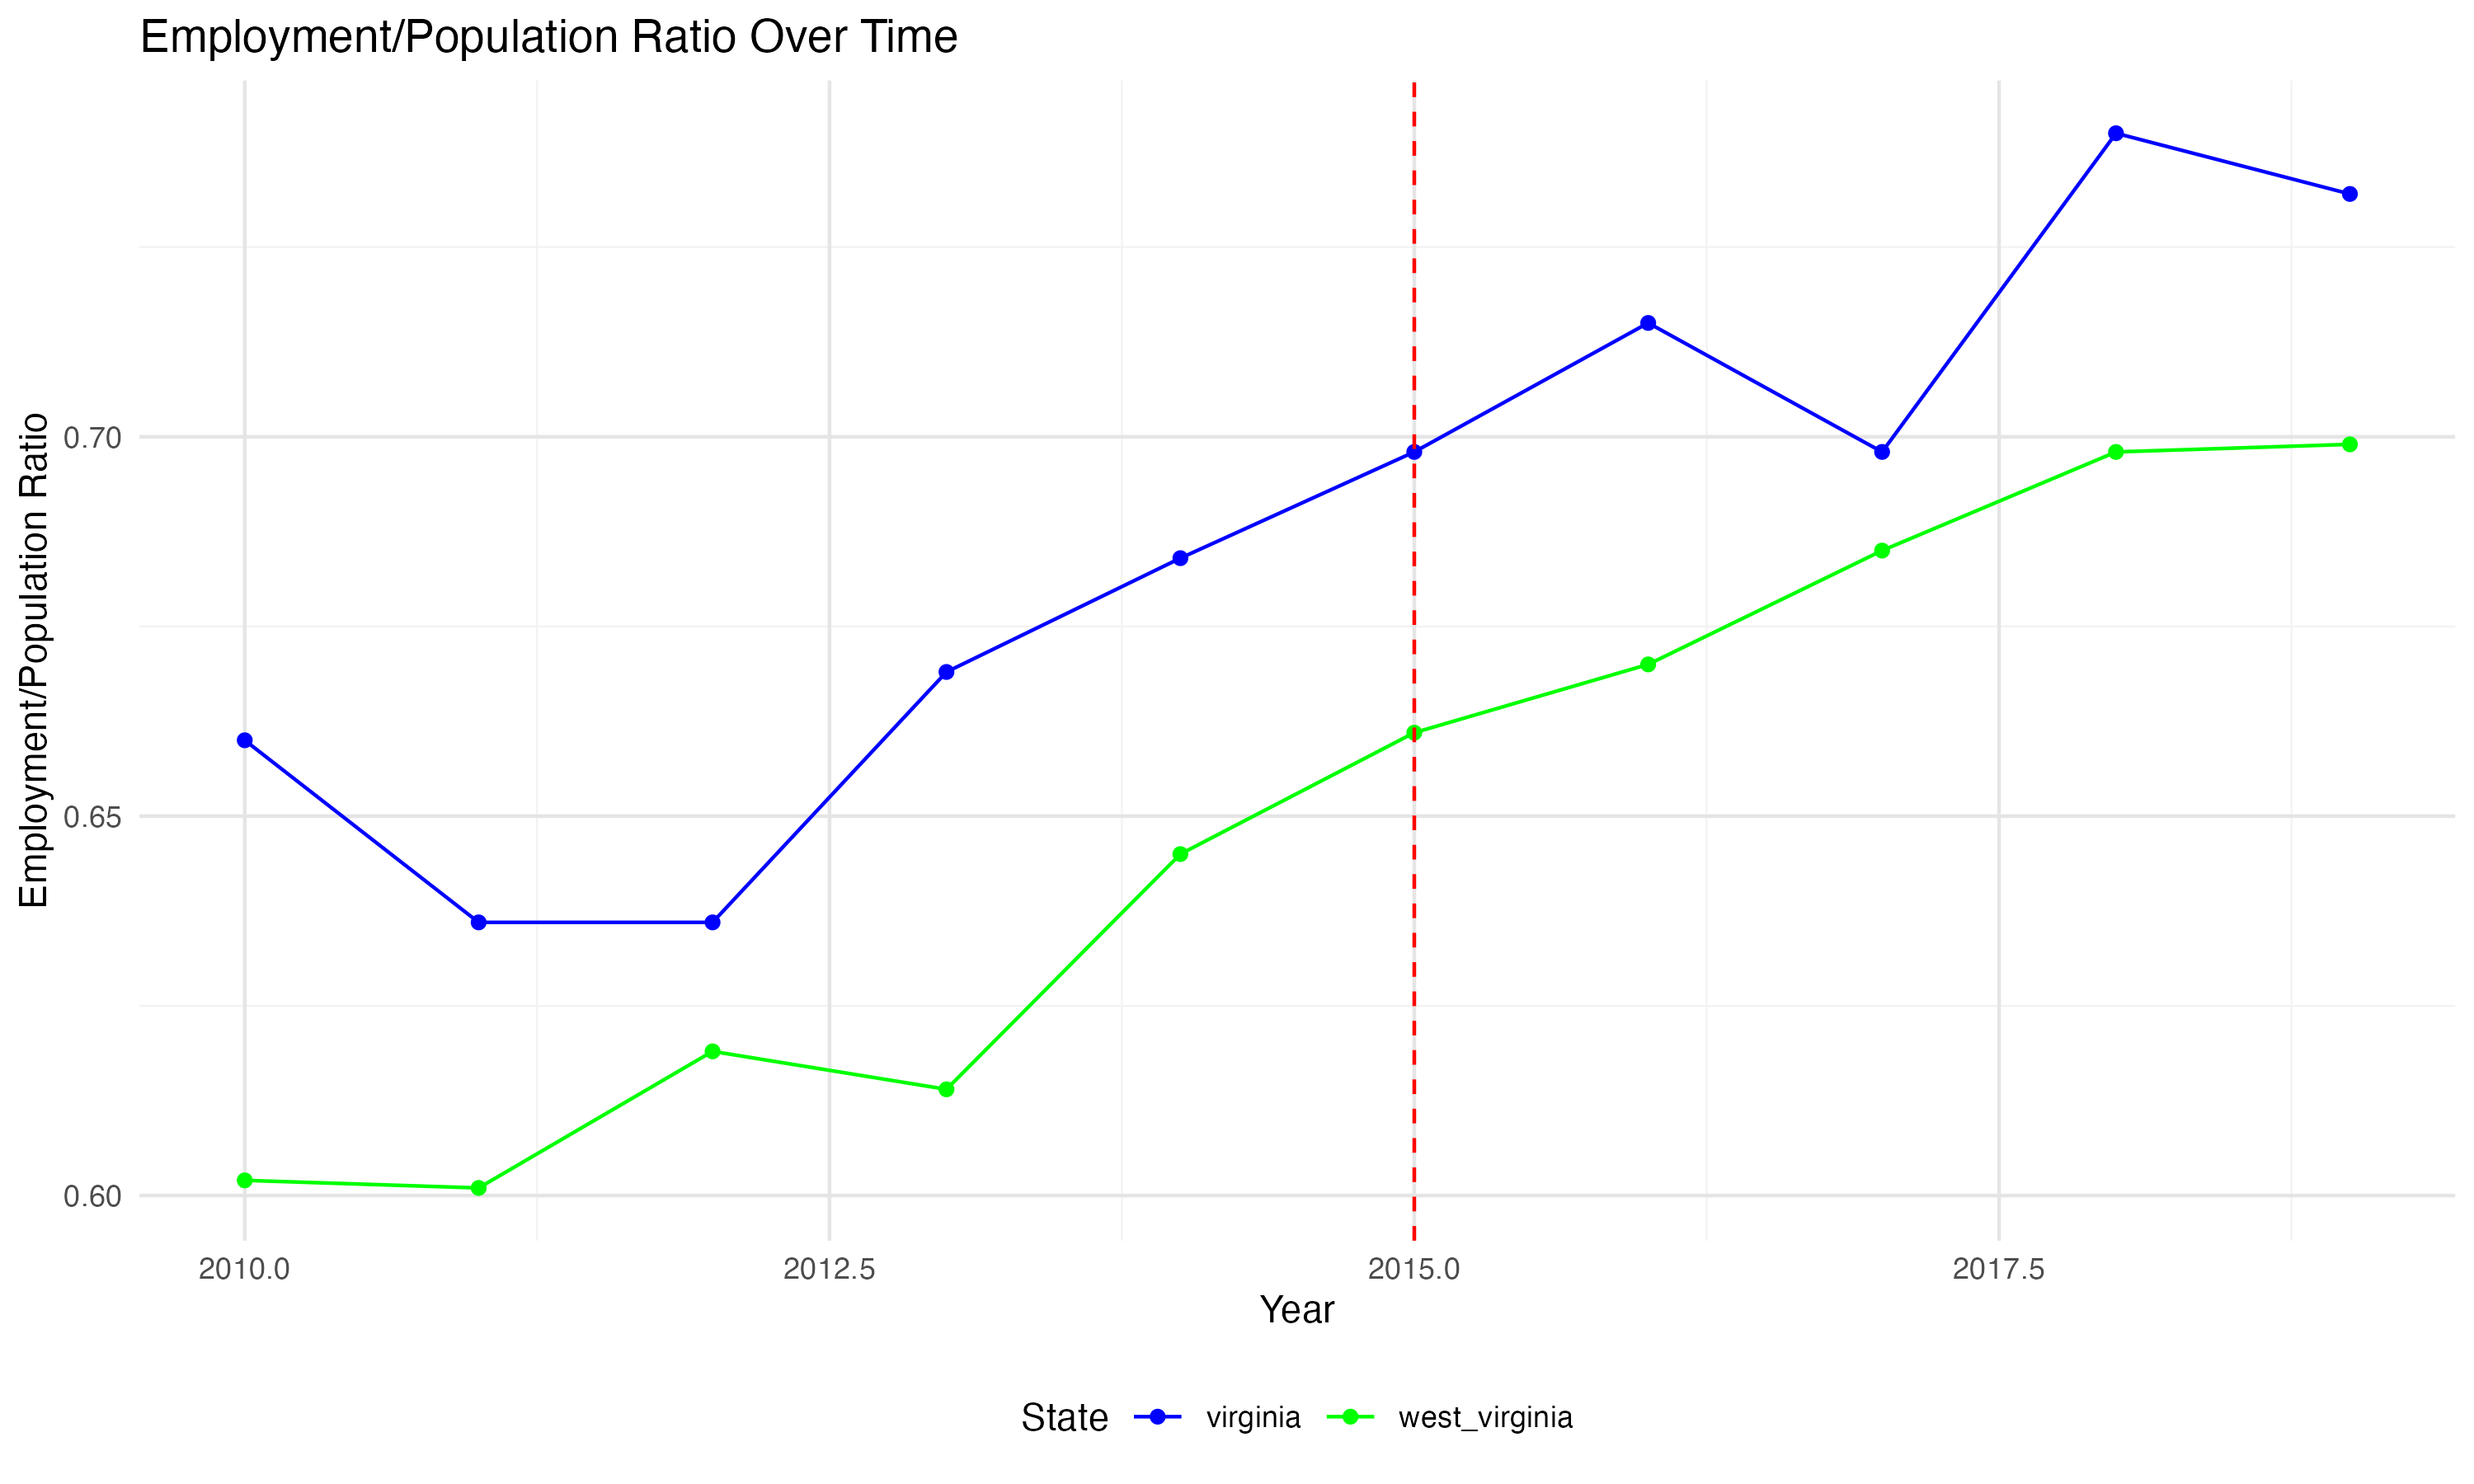 Employment/Population Ratio Over Time
Employment/Population Ratio
0.70
0.65
0.60
2010.0 2012.5 2015.0 2017.5
Year
State virginia west_virginia